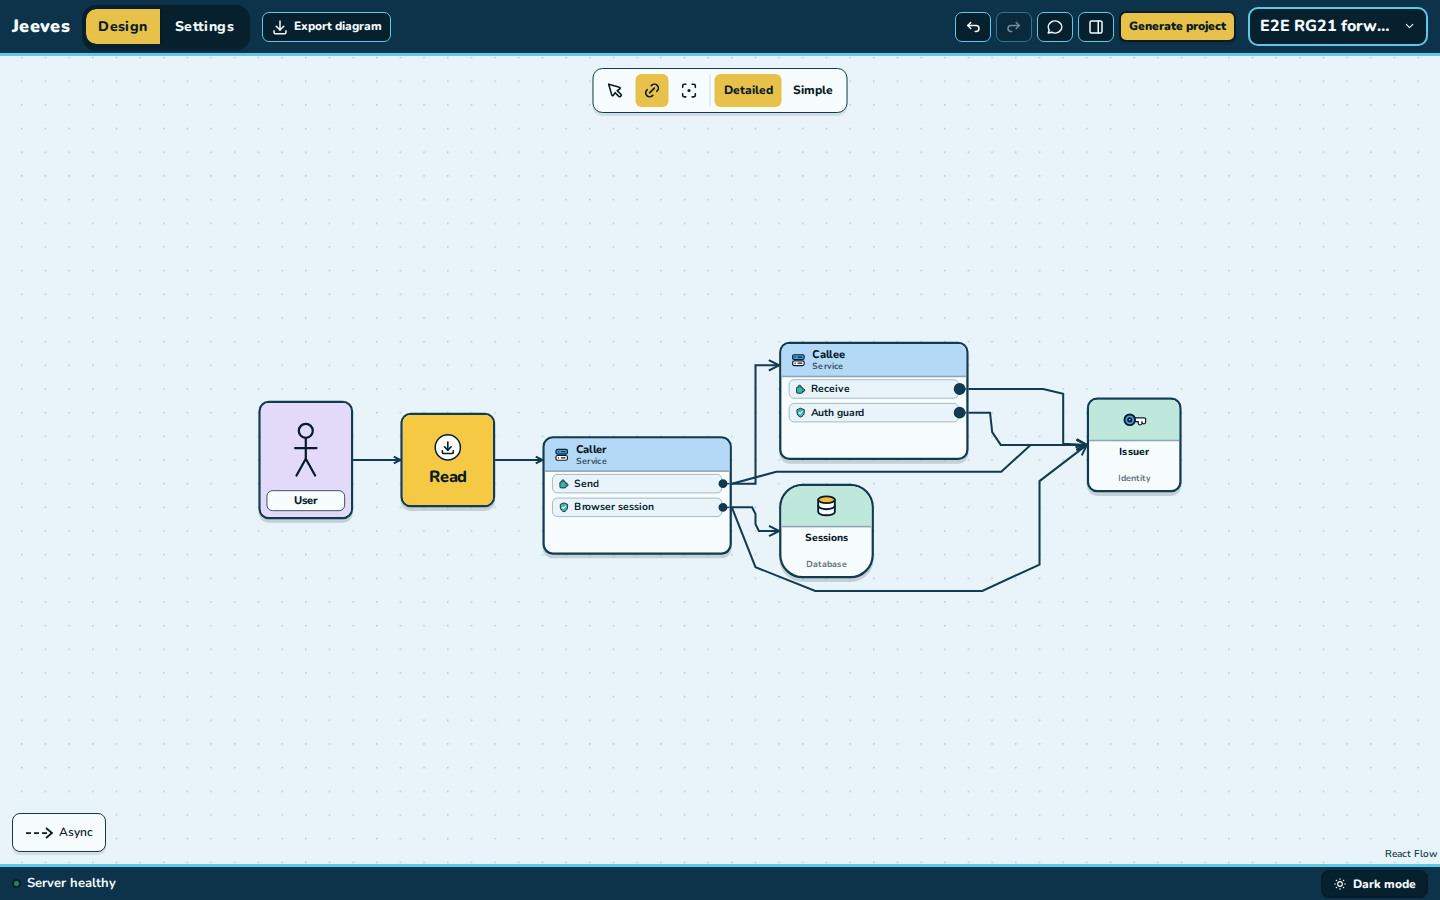 Jeeves
Design
Settings
Export diagram
Generate project
E2E RG21 forw...
Detailed
Simple
User
Read
Caller
Service
Send
Browser session
Callee
Service
Receive
Auth guard
Sessions
Database
Issuer
Identity
Async
React Flow
Server healthy
Dark mode